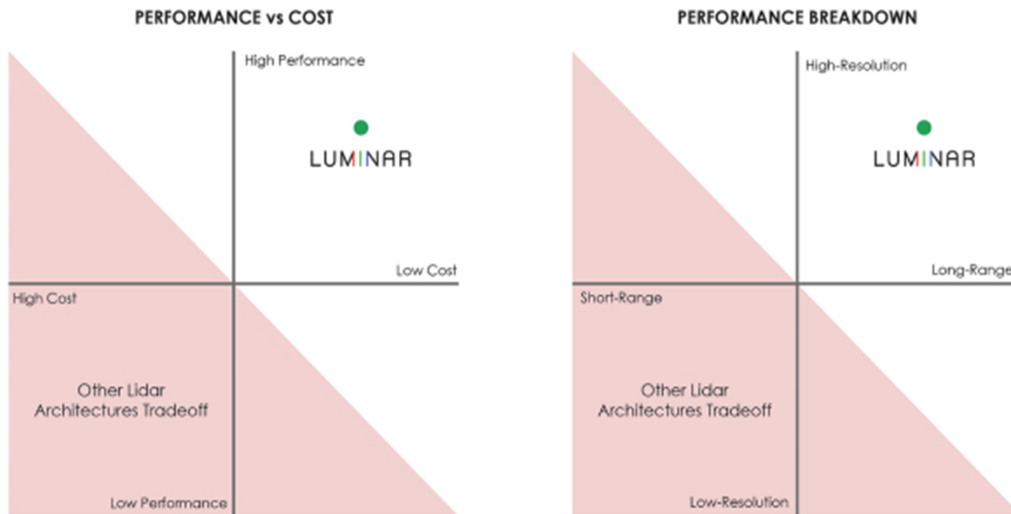 PERFORMANCE vs COST
High Performance
LUMINAR
Low Cost
High Cost
Other Lidar
Architectures Tradeoff
Low Performance
PERFORMANCE BREAKDOWN
High-Resolution
LUMINAR
Long-Range
Short-Range
Other Lidar
Architectures Tradeoff
Low-Resolution